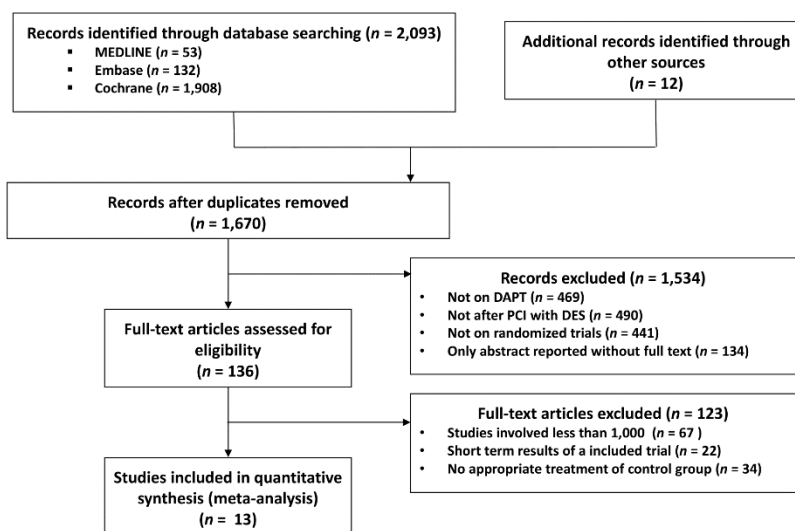 Records identified through database searching (n = 2,093)
▪ MEDLINE (n = 53)
▪ Embase (n = 132)
▪ Cochrane (n = 1,908)
Additional records identified through
other sources
(n = 12)
Records after duplicates removed
(n = 1,670)
Records excluded (n = 1,534)
• Not on DAPT (n = 469)
• Not after PCI with DES (n = 490)
• Not on randomized trials (n = 441)
• Only abstract reported without full text (n = 134)
Full-text articles assessed for
eligibility
(n = 136)
Full-text articles excluded (n = 123)
• Studies involved less than 1,000 (n = 67 )
• Short term results of a included trial (n = 22)
• No appropriate treatment of control group (n = 34)
Studies included in quantitative
synthesis (meta-analysis)
(n = 13)